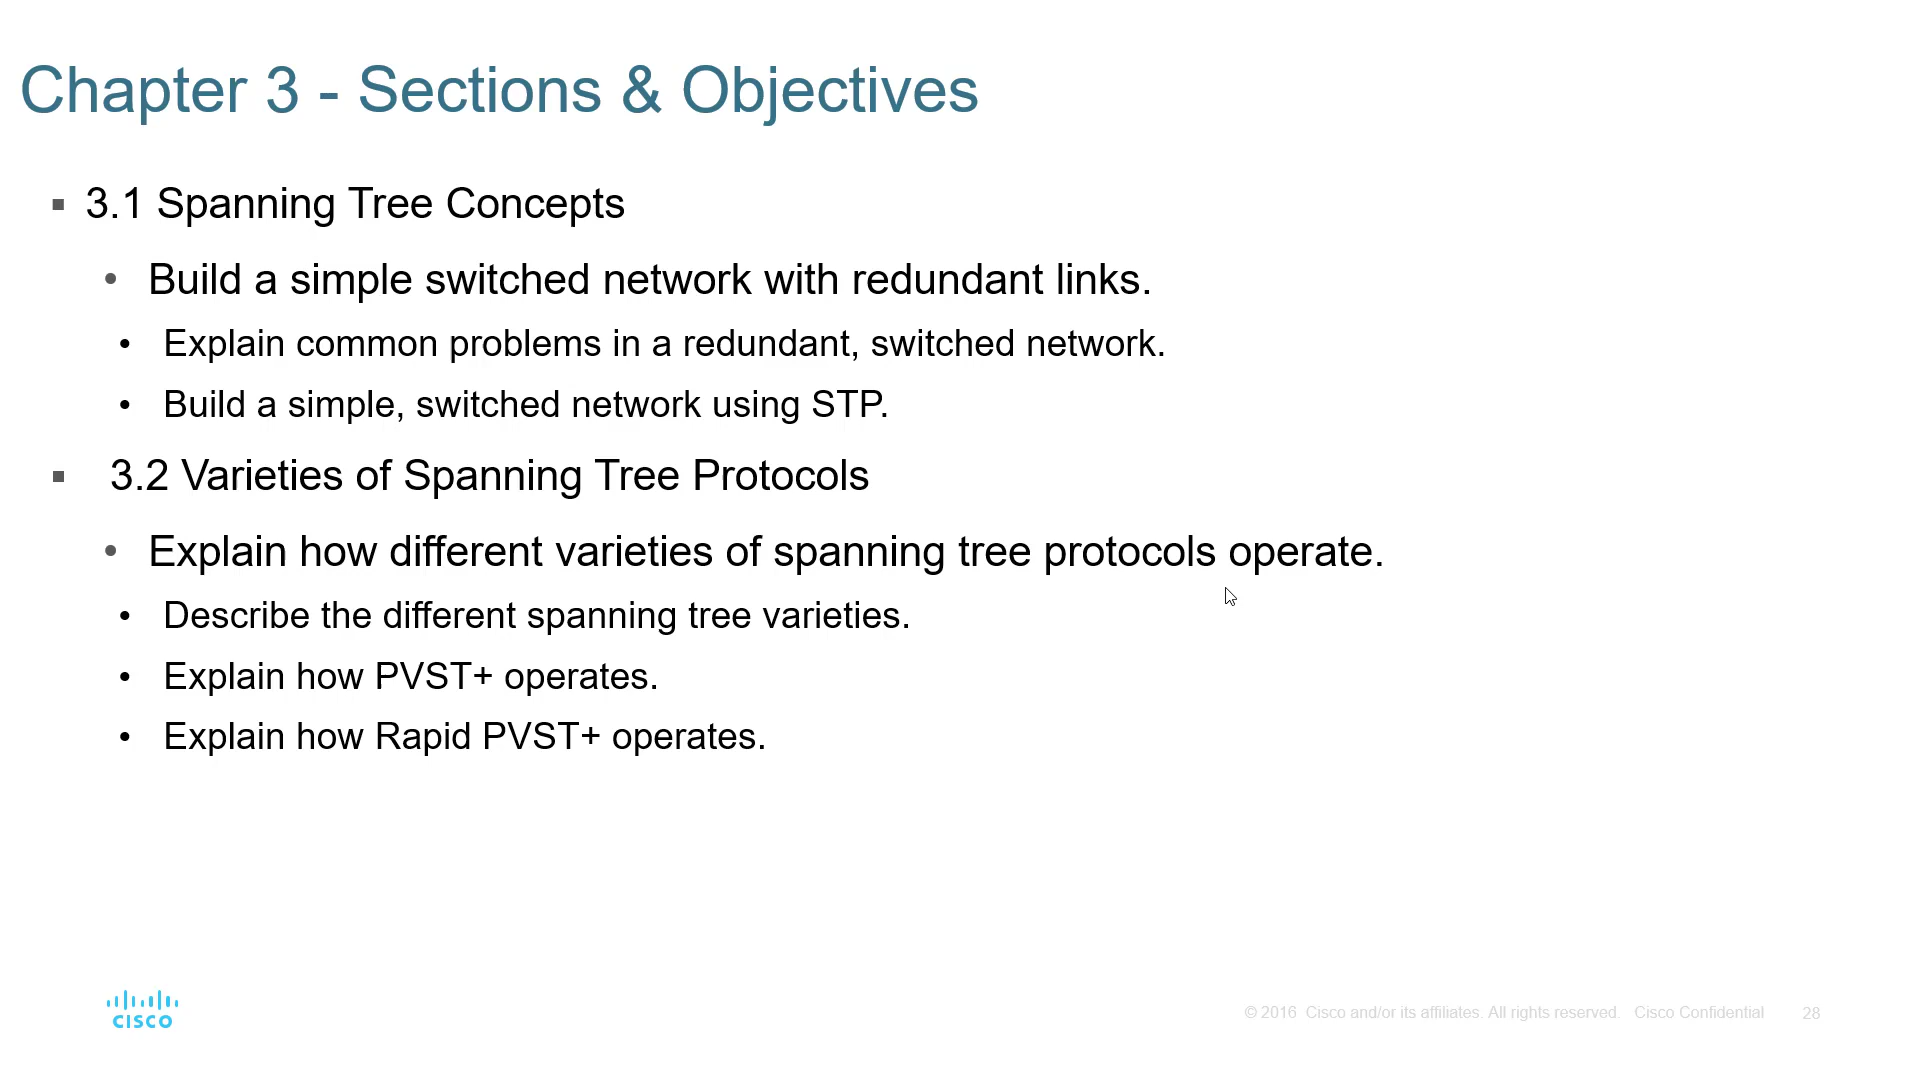 Chapter 3 - Sections & Objectives
▪ 3.1 Spanning Tree Concepts
• Build a simple switched network with redundant links.
• Explain common problems in a redundant, switched network.
• Build a simple, switched network using STP.
▪ 3.2 Varieties of Spanning Tree Protocols
• Explain how different varieties of spanning tree protocols operate.
• Describe the different spanning tree varieties.
• Explain how PVST+ operates.
• Explain how Rapid PVST+ operates.
CISCO
© 2016 Cisco and/or its affiliates. All rights reserved. Cisco Confidential 28